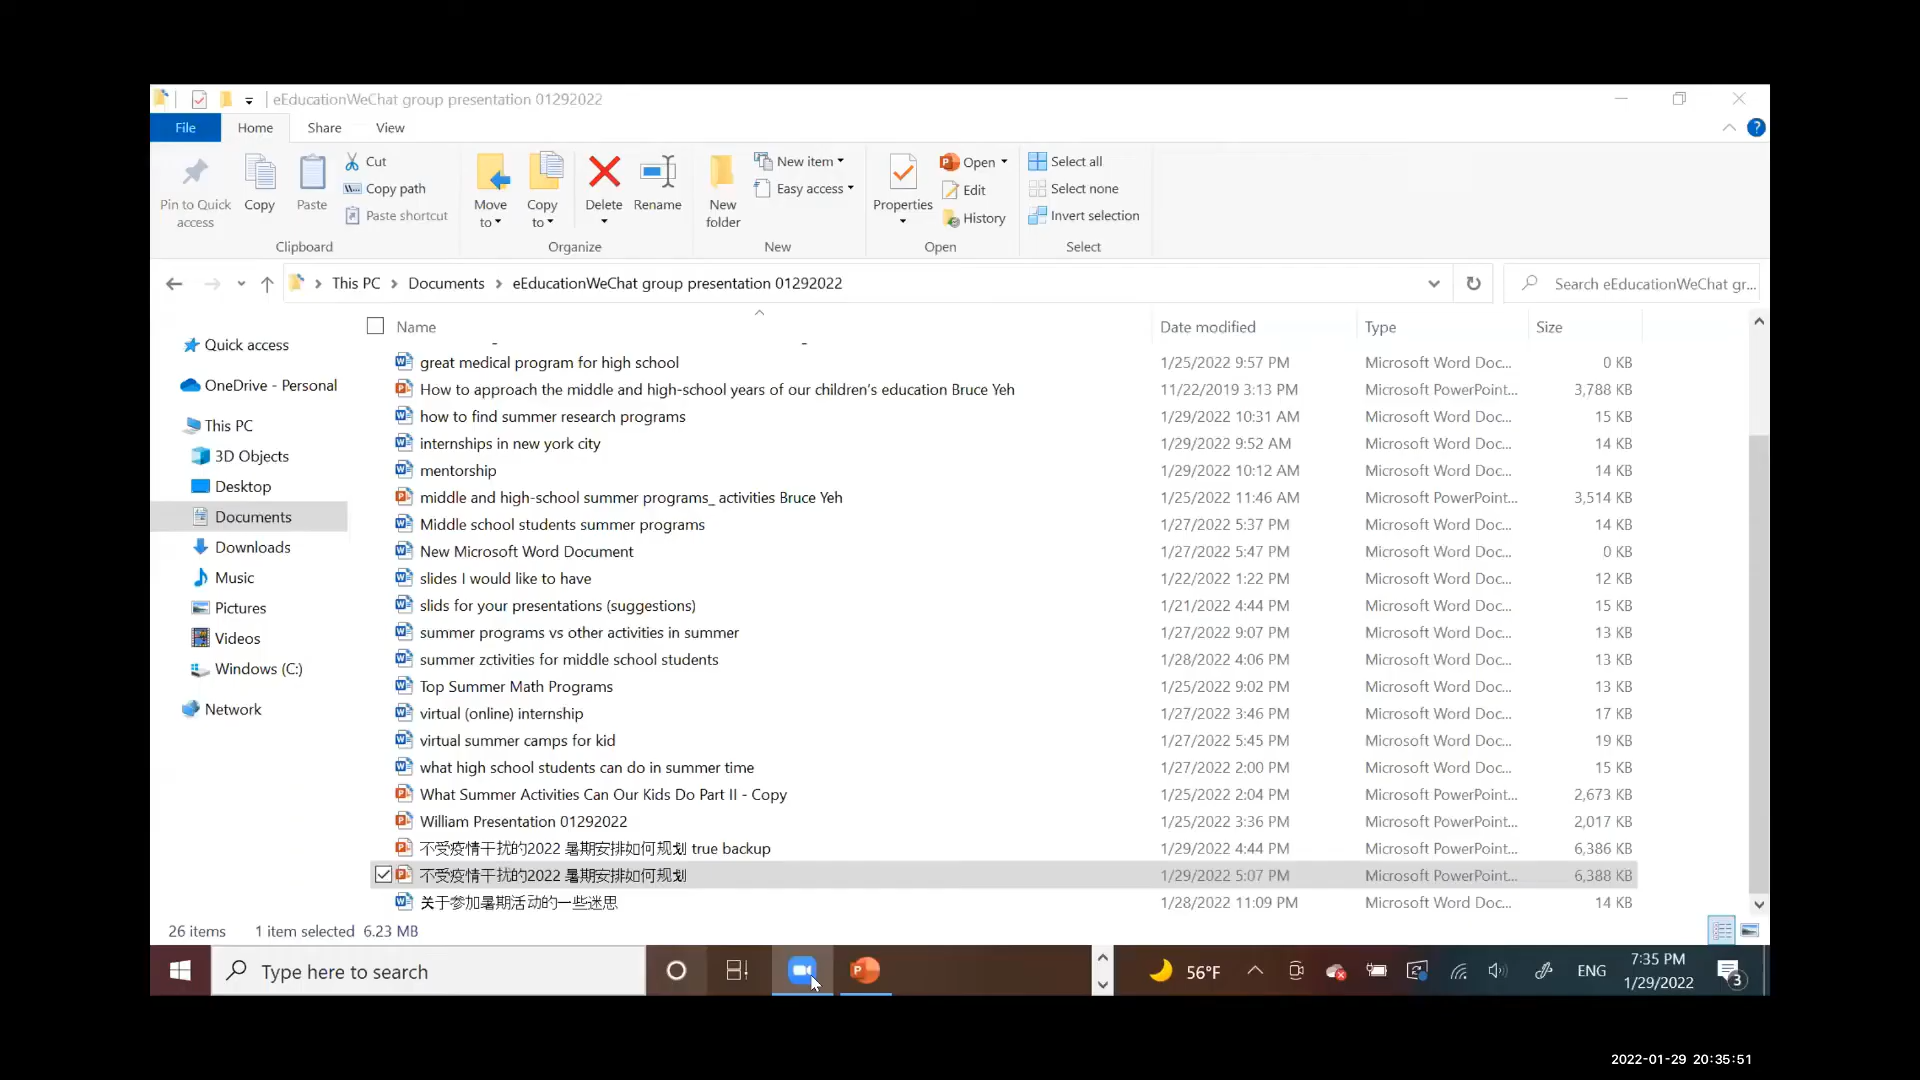 eEducationWeChat group presentation 01292022
File Home Share View
Pin to Quick access
Copy
Paste
Cut
Copy path
Paste shortcut
Clipboard
Move to
Copy to
Delete
Rename
Organize
New folder
New item
Easy access
New
Properties
Open
Edit
History
Open
Select all
Select none
Invert selection
Select
This PC > Documents > eEducationWeChat group presentation 01292022
Search eEducationWeChat gr...
Quick access
OneDrive - Personal
This PC
3D Objects
Desktop
Documents
Downloads
Music
Pictures
Videos
Windows (C:)
Network
Name Date modified Type Size
great medical program for high school 1/25/2022 9:57 PM Microsoft Word Doc... 0 KB
How to approach the middle and high-school years of our children's education Bruce Yeh 11/22/2019 3:13 PM Microsoft PowerPoint... 3,788 KB
how to find summer research programs 1/29/2022 10:31 AM Microsoft Word Doc... 15 KB
internships in new york city 1/29/2022 9:52 AM Microsoft Word Doc... 14 KB
mentorship 1/29/2022 10:12 AM Microsoft Word Doc... 14 KB
middle and high-school summer programs_ activities Bruce Yeh 1/25/2022 11:46 AM Microsoft PowerPoint... 3,514 KB
Middle school students summer programs 1/27/2022 5:37 PM Microsoft Word Doc... 14 KB
New Microsoft Word Document 1/27/2022 5:47 PM Microsoft Word Doc... 0 KB
slides I would like to have 1/22/2022 1:22 PM Microsoft Word Doc... 12 KB
slids for your presentations (suggestions) 1/21/2022 4:44 PM Microsoft Word Doc... 15 KB
summer programs vs other activities in summer 1/27/2022 9:07 PM Microsoft Word Doc... 13 KB
summer zctivities for middle school students 1/28/2022 4:06 PM Microsoft Word Doc... 13 KB
Top Summer Math Programs 1/25/2022 9:02 PM Microsoft Word Doc... 13 KB
virtual (online) internship 1/27/2022 3:46 PM Microsoft Word Doc... 17 KB
virtual summer camps for kid 1/27/2022 5:45 PM Microsoft Word Doc... 19 KB
what high school students can do in summer time 1/27/2022 2:00 PM Microsoft Word Doc... 15 KB
What Summer Activities Can Our Kids Do Part II - Copy 1/25/2022 2:04 PM Microsoft PowerPoint... 2,673 KB
William Presentation 01292022 1/25/2022 3:36 PM Microsoft PowerPoint... 2,017 KB
不受疫情干扰的2022 暑期安排如何规划 true backup 1/29/2022 4:44 PM Microsoft PowerPoint... 6,386 KB
不受疫情干扰的2022 暑期安排如何规划 1/29/2022 5:07 PM Microsoft PowerPoint... 6,388 KB
关于参加暑期活动的一些迷思 1/28/2022 11:09 PM Microsoft Word Doc... 14 KB
26 items 1 item selected 6.23 MB
Type here to search
56°F
ENG
7:35 PM
1/29/2022
3
2022-01-29 20:35:51